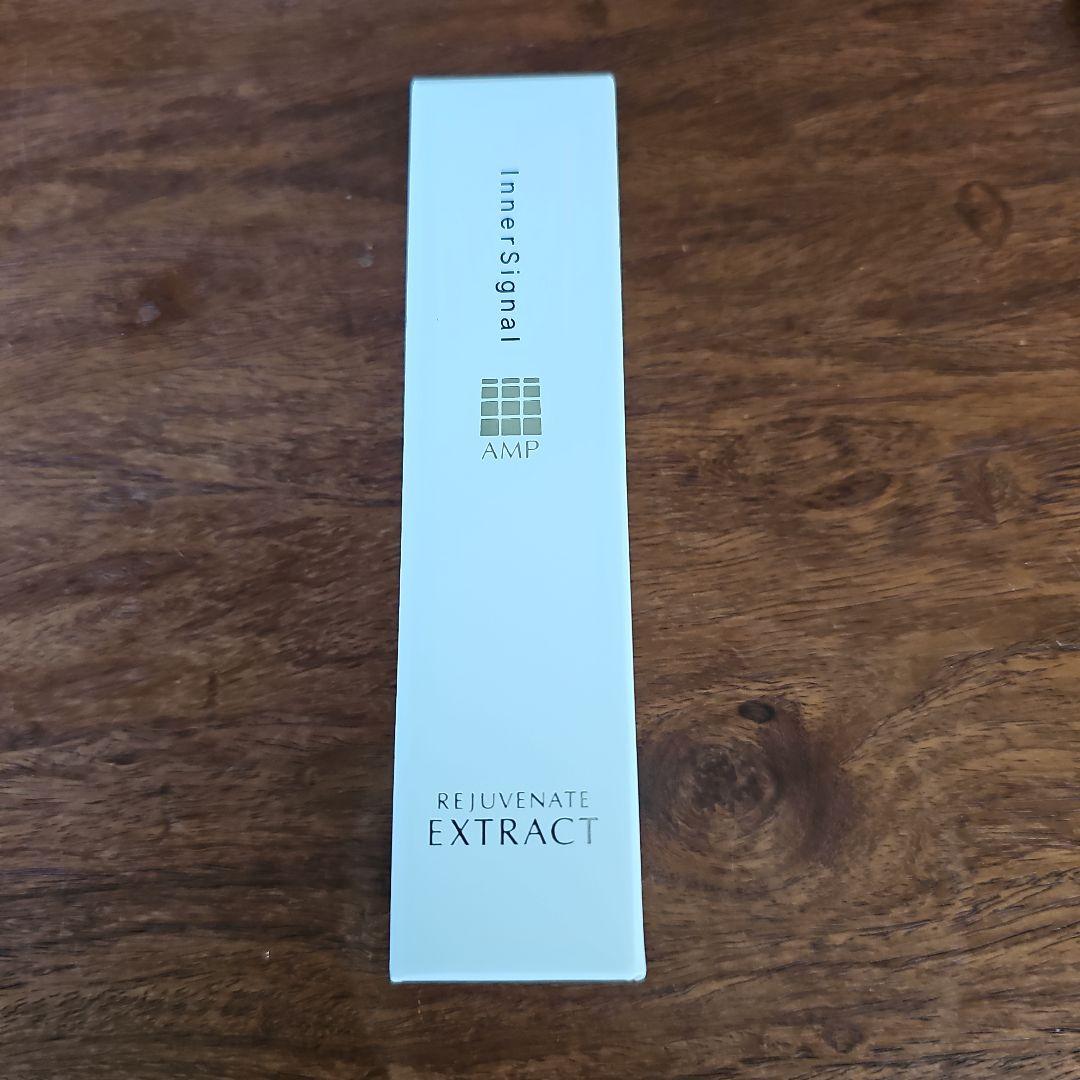 InnerSignal
AMP
REJUVENATE
EXTRACT